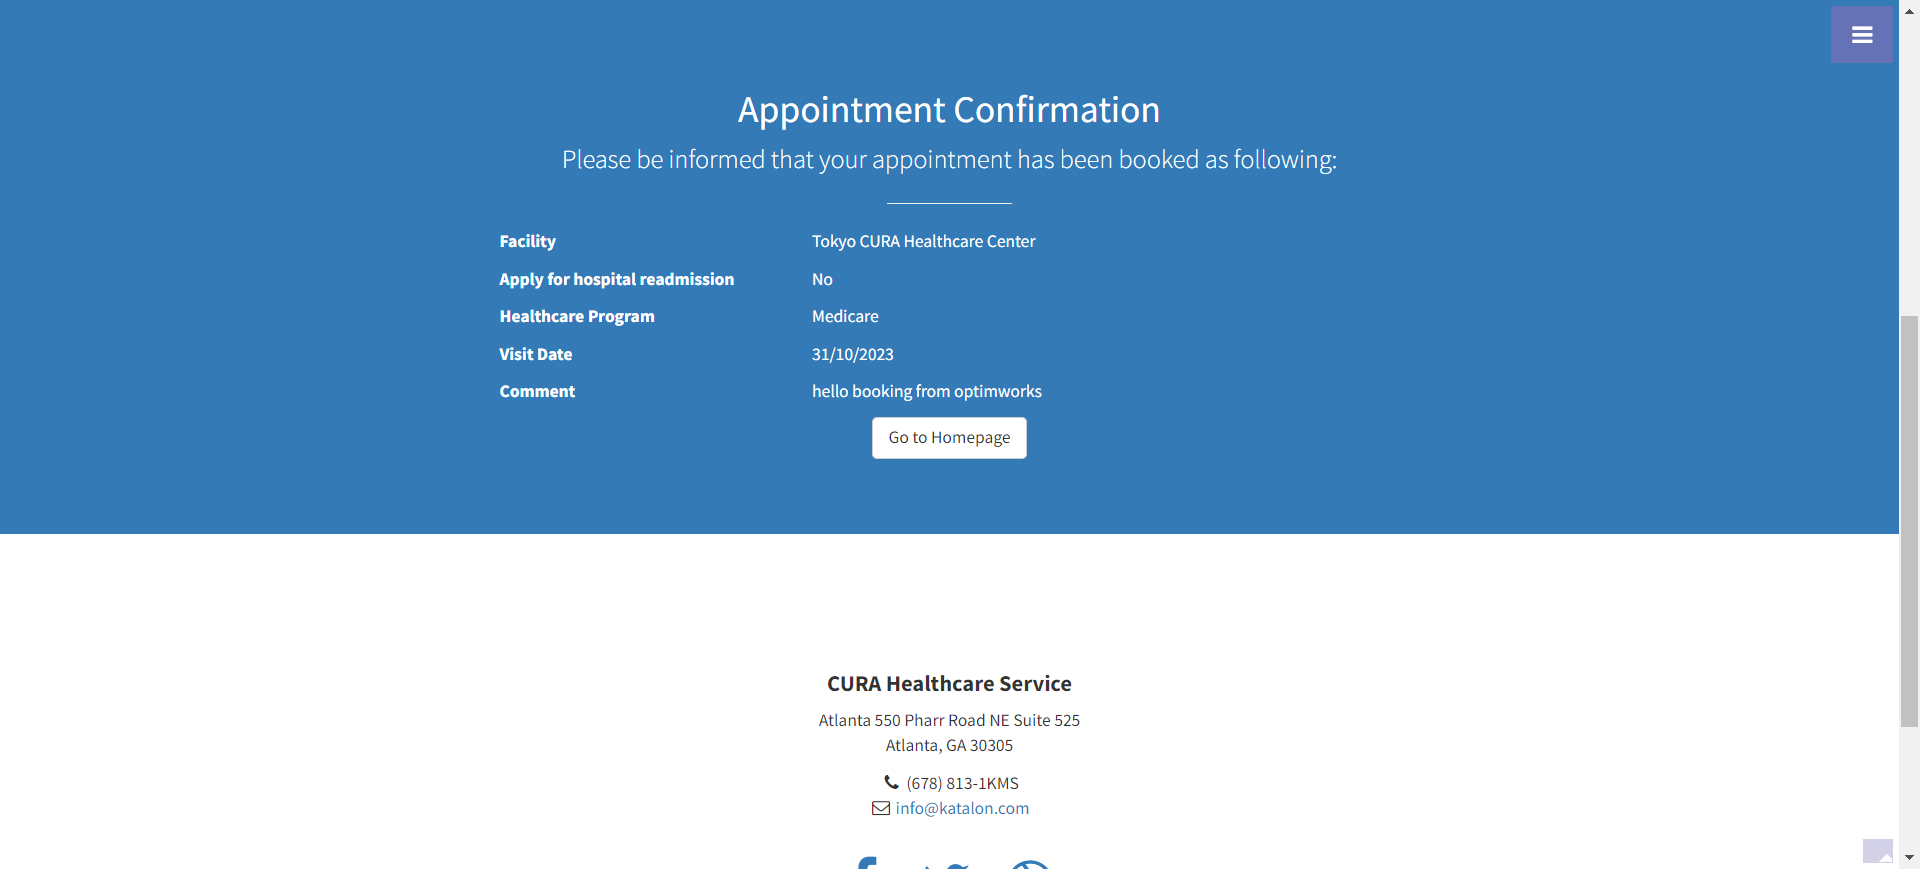 Appointment Confirmation
Please be informed that your appointment has been booked as following:
Facility Tokyo CURA Healthcare Center
Apply for hospital readmission No
Healthcare Program Medicare
Visit Date 31/10/2023
Comment hello booking from optimworks
Go to Homepage
CURA Healthcare Service
Atlanta 550 Pharr Road NE Suite 525
Atlanta, GA 30305
(678) 813-1KMS
info@katalon.com